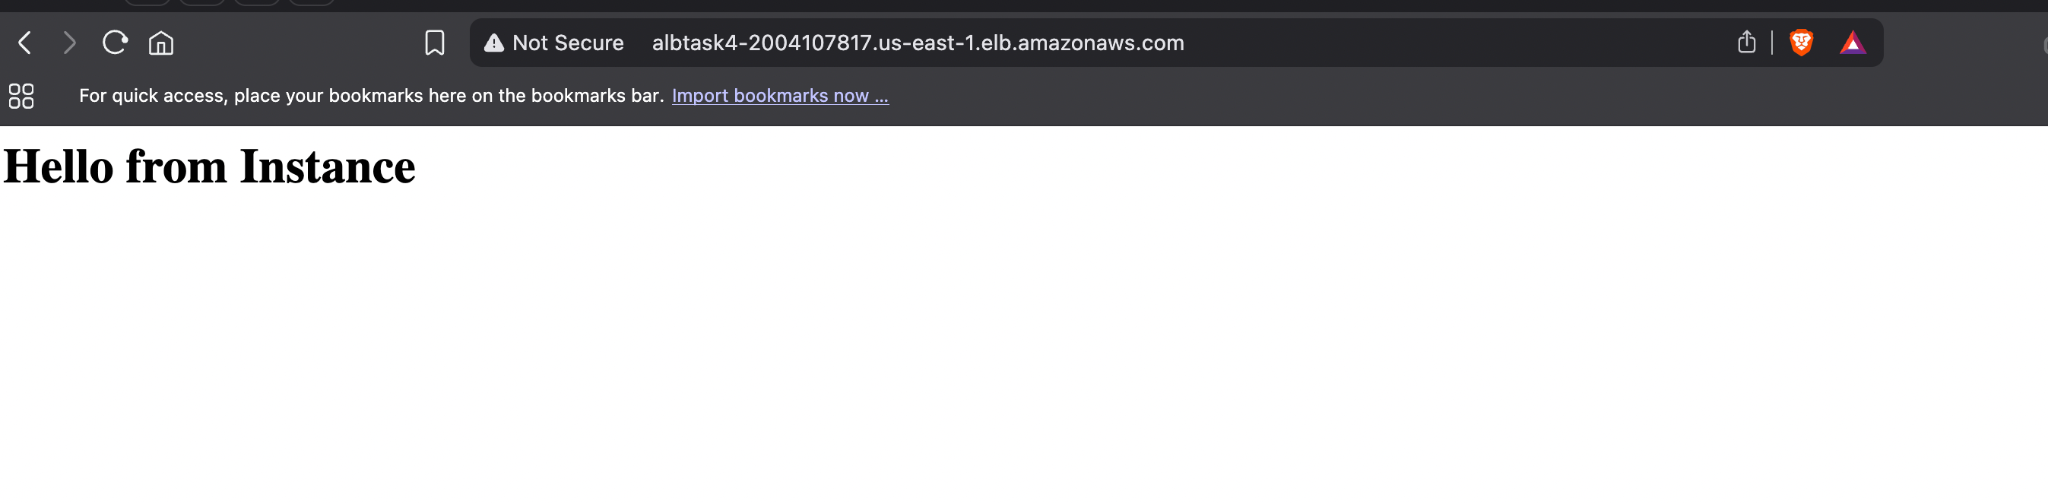 Not Secure albtask4-2004107817.us-east-1.elb.amazonaws.com
For quick access, place your bookmarks here on the bookmarks bar. Import bookmarks now ...
Hello from Instance